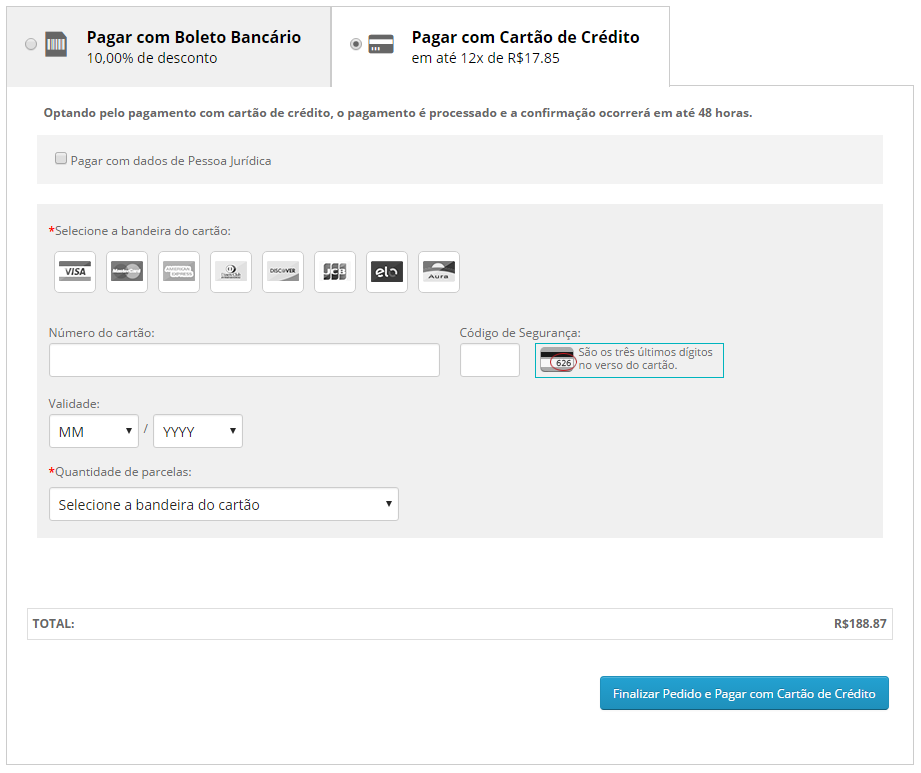 Pagar com Boleto Bancário
10,00% de desconto
Pagar com Cartão de Crédito
em até 12x de R$17.85
Optando pelo pagamento com cartão de crédito, o pagamento é processado e a confirmação ocorrerá em até 48 horas.
Pagar com dados de Pessoa Jurídica
*Selecione a bandeira do cartão:
VISA MasterCard AMERICAN EXPRESS DISCOVER JCB elo Aura
Número do cartão:
Código de Segurança:
626
São os três últimos dígitos
no verso do cartão.
Validade:
MM / YYYY
*Quantidade de parcelas:
Selecione a bandeira do cartão
TOTAL: R$188.87
Finalizar Pedido e Pagar com Cartão de Crédito